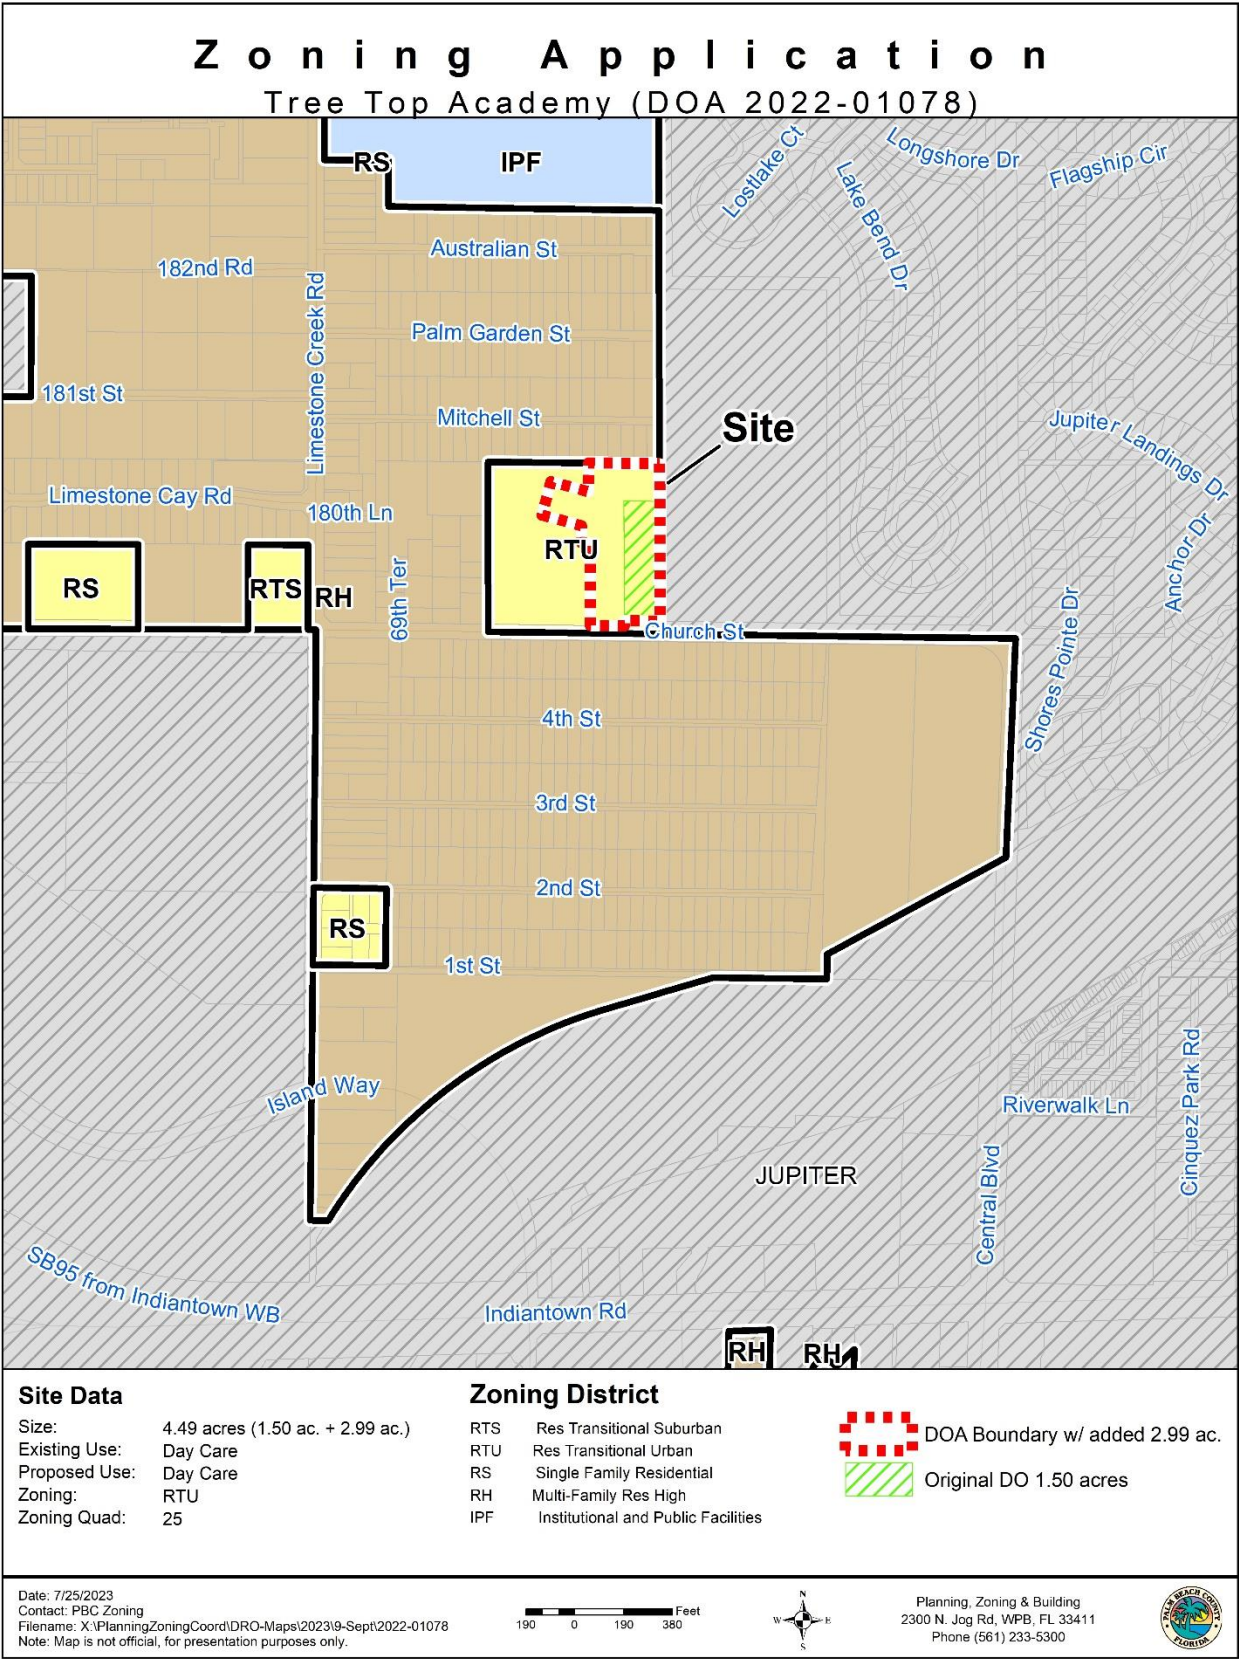 Zoning Application
Tree Top Academy (DOA 2022-01078)
RS
IPF
Lostlake Ct
Longshore Dr
Flagship Cir
Lake Bend Dr
Australian St
182nd Rd
Limestone Creek Rd
Palm Garden St
181st St
Mitchell St
Site
Jupiter Landings Dr
Limestone Cay Rd
180th Ln
Anchor Dr
RTU
RS
RTS
RH
69th Ter
Church St
Shores Pointe Dr
4th St
3rd St
2nd St
RS
1st St
Island Way
Riverwalk Ln
Cinquez Park Rd
JUPITER
Central Blvd
SB95 from Indiantown WB
Indiantown Rd
RH
RH
Site Data
Size: 4.49 acres (1.50 ac. + 2.99 ac.)
Existing Use: Day Care
Proposed Use: Day Care
Zoning: RTU
Zoning Quad: 25
Zoning District
RTS Res Transitional Suburban
RTU Res Transitional Urban
RS Single Family Residential
RH Multi-Family Res High
IPF Institutional and Public Facilities
DOA Boundary w/ added 2.99 ac.
Original DO 1.50 acres
Date: 7/25/2023
Contact: PBC Zoning
Filename: X:\PlanningZoningCoord\DRO-Maps\2023\9-Sept\2022-01078
Note: Map is not official, for presentation purposes only.
Feet
190 0 190 380
N
W E
S
Planning, Zoning & Building
2300 N. Jog Rd, WPB, FL 33411
Phone (561) 233-5300
PALM BEACH COUNTY
FLORIDA